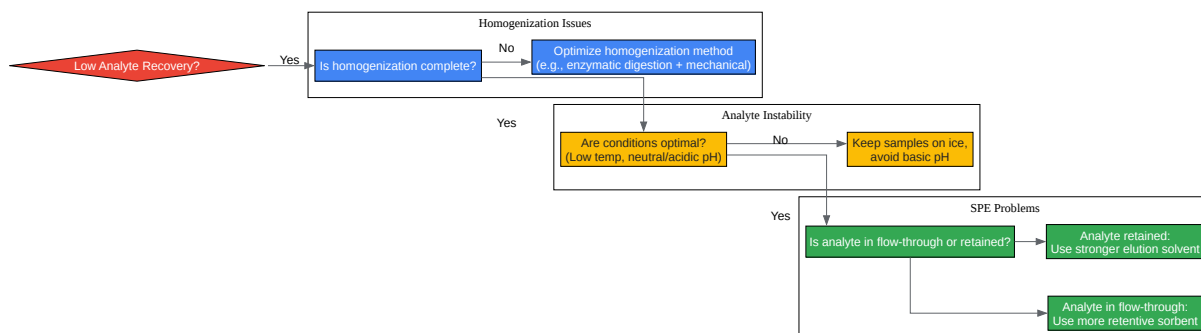 Homogenization Issues
Low Analyte Recovery?
Yes
Is homogenization complete?
No
Optimize homogenization method
(e.g., enzymatic digestion + mechanical)
Yes
Analyte Instability
Are conditions optimal?
(Low temp, neutral/acidic pH)
No
Keep samples on ice,
avoid basic pH
Yes
SPE Problems
Is analyte in flow-through or retained?
Analyte retained:
Use stronger elution solvent
Analyte in flow-through:
Use more retentive sorbent